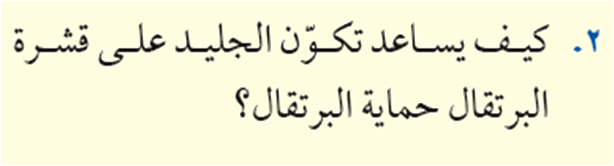 ٢. كيف يساعد تكوّن الجليد على قشرة
البرتقال حماية البرتقال؟